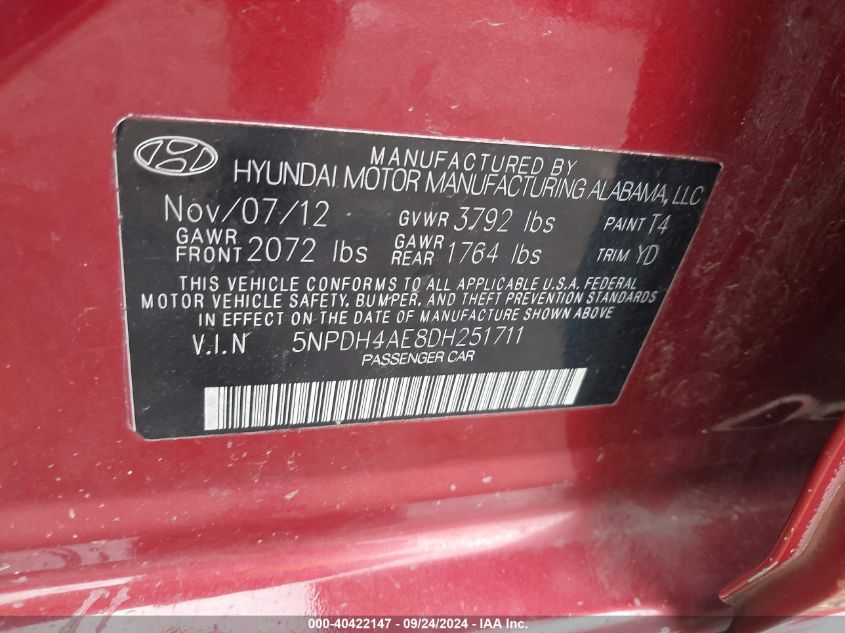 MANUFACTURED BY
HYUNDAI MOTOR MANUFACTURING ALABAMA, LLC
Nov/07/12 GVWR 3792 lbs PAINT T4
GAWR FRONT 2072 lbs GAWR REAR 1764 lbs TRIM YD
THIS VEHICLE CONFORMS TO ALL APPLICABLE U.S.A. FEDERAL
MOTOR VEHICLE SAFETY, BUMPER, AND THEFT PREVENTION STANDARDS
IN EFFECT ON THE DATE OF MANUFACTURE SHOWN ABOVE
V.I.N 5NPDH4AE8DH251711
PASSENGER CAR
000-40422147 - 09/24/2024 - IAA Inc.